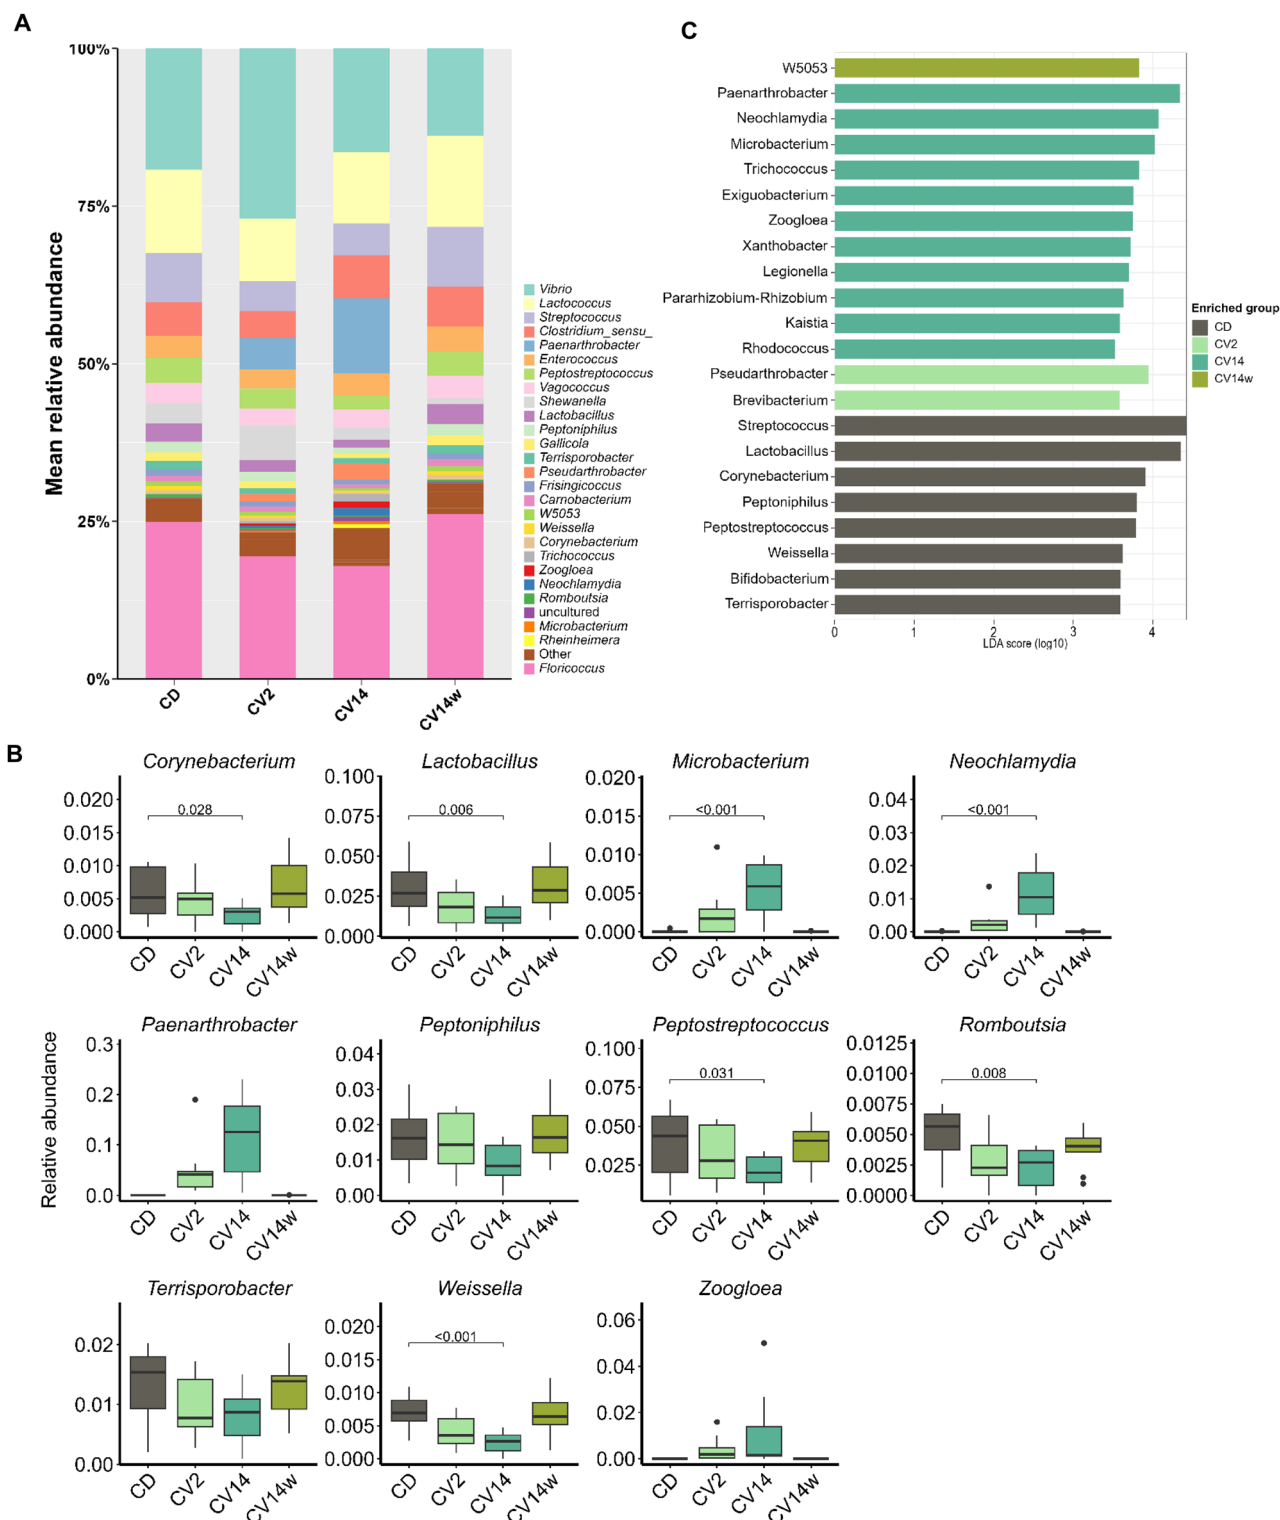 A
100%
75%
50%
25%
0%
Mean relative abundance
CD
CV2
CV14
CV14w
Vibrio
Lactococcus
Streptococcus
Clostridium_sensu_
Paenarthrobacter
Enterococcus
Peptostreptococcus
Vagococcus
Shewanella
Lactobacillus
Peptoniphilus
Gallicola
Terrisporobacter
Pseudarthrobacter
Frisingicoccus
Carnobacterium
W5053
Weissella
Corynebacterium
Trichococcus
Zoogloea
Neochlamydia
Romboutsia
uncultured
Microbacterium
Rheinheimera
Other
Floricoccus
C
W5053
Paenarthrobacter
Neochlamydia
Microbacterium
Trichococcus
Exiguobacterium
Zoogloea
Xanthobacter
Legionella
Pararhizobium-Rhizobium
Kaistia
Rhodococcus
Pseudarthrobacter
Brevibacterium
Streptococcus
Lactobacillus
Corynebacterium
Peptoniphilus
Peptostreptococcus
Weissella
Bifidobacterium
Terrisporobacter
0 1 2 3 4
LDA score (log10)
Enriched group
CD
CV2
CV14
CV14w
B
Relative abundance
Corynebacterium
0.020
0.015
0.010
0.005
0.000
0.028
CD CV2 CV14 CV14w
Lactobacillus
0.100
0.075
0.050
0.025
0.000
0.006
CD CV2 CV14 CV14w
Microbacterium
0.020
0.015
0.010
0.005
0.000
<0.001
CD CV2 CV14 CV14w
Neochlamydia
0.04
0.03
0.02
0.01
0.00
<0.001
CD CV2 CV14 CV14w
Paenarthrobacter
0.3
0.2
0.1
0.0
CD CV2 CV14 CV14w
Peptoniphilus
0.04
0.03
0.02
0.01
0.00
CD CV2 CV14 CV14w
Peptostreptococcus
0.100
0.075
0.050
0.025
0.031
CD CV2 CV14 CV14w
Romboutsia
0.0125
0.0100
0.0075
0.0050
0.0025
0.0000
0.008
CD CV2 CV14 CV14w
Terrisporobacter
0.02
0.01
0.00
CD CV2 CV14 CV14w
Weissella
0.020
0.015
0.010
0.005
0.000
<0.001
CD CV2 CV14 CV14w
Zoogloea
0.06
0.04
0.02
0.00
CD CV2 CV14 CV14w